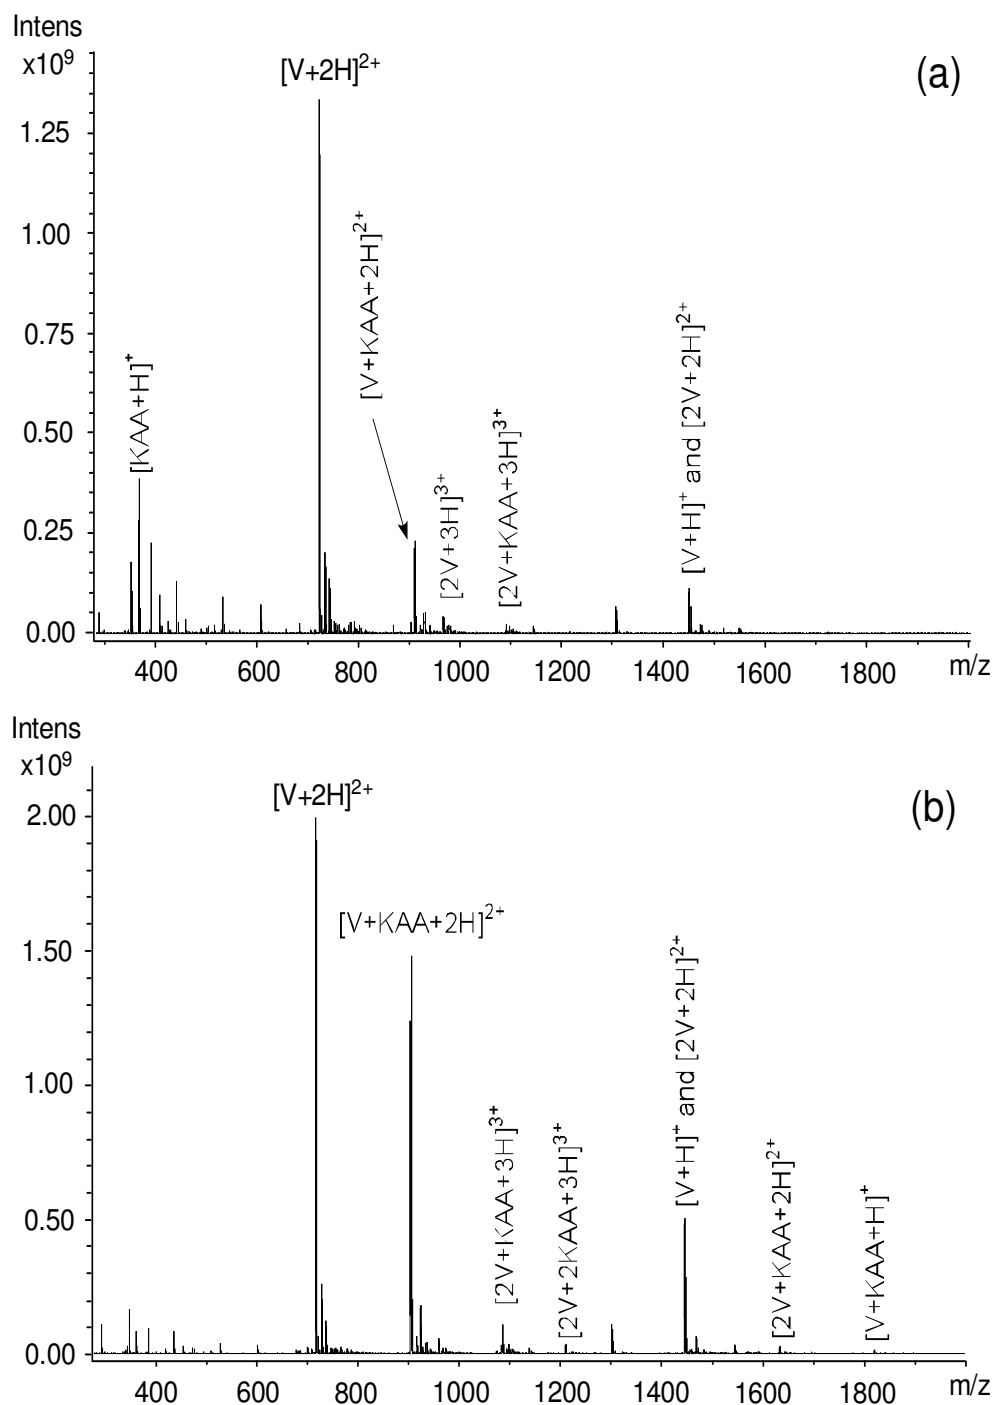 Intens
x10⁹
(a)
[V+2H]²⁺
1.25
1.00
[V+KAA+2H]²⁺
0.75
[KAA+H]⁺
[V+H]⁺ and [2V+2H]²⁺
0.50
[2V+3H]³⁺
[2V+KAA+3H]³⁺
0.25
0.00
400 600 800 1000 1200 1400 1600 1800 m/z
Intens
x10⁹
(b)
[V+2H]²⁺
2.00
[V+KAA+2H]²⁺
1.50
[V+H]⁺ and [2V+2H]²⁺
1.00
[2V+KAA+3H]³⁺
[2V+2KAA+3H]³⁺
[2V+KAA+2H]²⁺
[V+KAA+H]⁺
0.50
0.00
400 600 800 1000 1200 1400 1600 1800 m/z